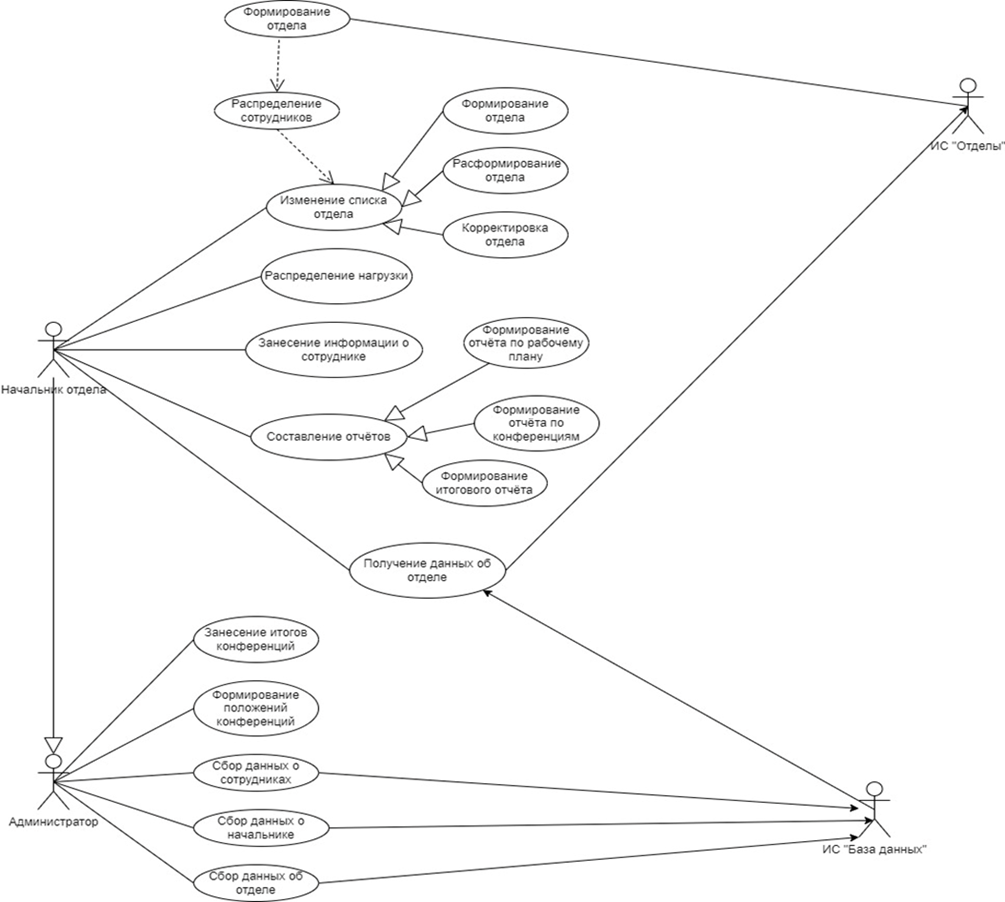 Формирование
отдела
Распределение
сотрудников
Формирование
отдела
ИС "Отделы"
Расформирование
отдела
Изменение списка
отдела
Корректировка
отдела
Распределение нагрузки
Занесение информации о
сотруднике
Формирование
отчёта по рабочему
плану
Начальник отдела
Формирование
отчёта по
конференциям
Составление отчётов
Формирование
итогового отчёта
Получение данных об
отделе
Занесение итогов
конференций
Формирование
положений
конференций
Сбор данных о
сотрудниках
Администратор
Сбор данных о
начальнике
ИС "База данных"
Сбор данных об
отделе